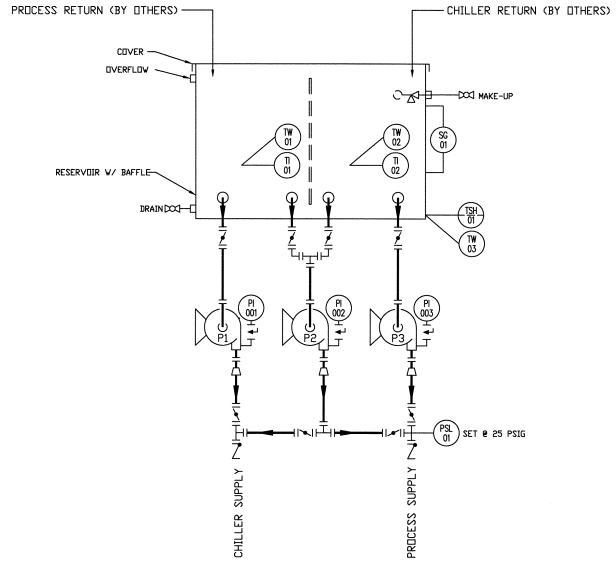 PROCESS RETURN (BY OTHERS)
CHILLER RETURN (BY OTHERS)
COVER
OVERFLOW
MAKE-UP
TW
01
TI
01
TW
02
TI
02
SG
01
RESERVOIR W/ BAFFLE
DRAIN
TSH
01
TW
03
PI
001
PI
002
PI
003
P1
P2
P3
PSL
01
SET @ 25 PSIG
CHILLER SUPPLY
PROCESS SUPPLY